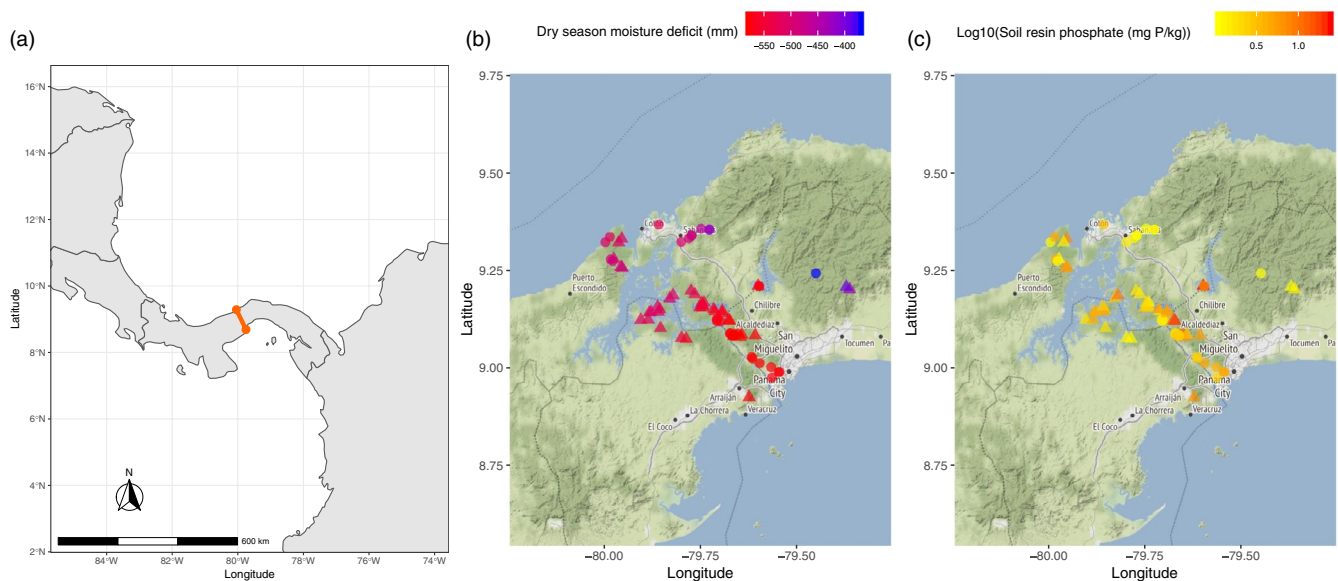 (a)
16°N
14°N
12°N
10°N
8°N
6°N
4°N
2°N
Latitude
N
600 km
84°W
82°W
80°W
78°W
76°W
74°W
Longitude
(b)
Dry season moisture deficit (mm)
−550
−500
−450
−400
9.75
9.50
9.25
9.00
8.75
Latitude
Colón
Puerto
Escondido
Chilibre
Alcaldediaz
San
Miguelito
Tocumen
Pa
Panama
City
Arraiján
La Chorrera
Veracruz
El Coco
−80.00
−79.75
−79.50
Longitude
(c)
Log10(Soil resin phosphate (mg P/kg))
0.5
1.0
9.75
9.50
9.25
9.00
8.75
Latitude
Puerto
Escondido
Chilibre
Alcaldediaz
San
Miguelito
Tocumen
Pa
Panama
City
Arraiján
La Chorrera
Veracruz
El Coco
−80.00
−79.75
−79.50
Longitude